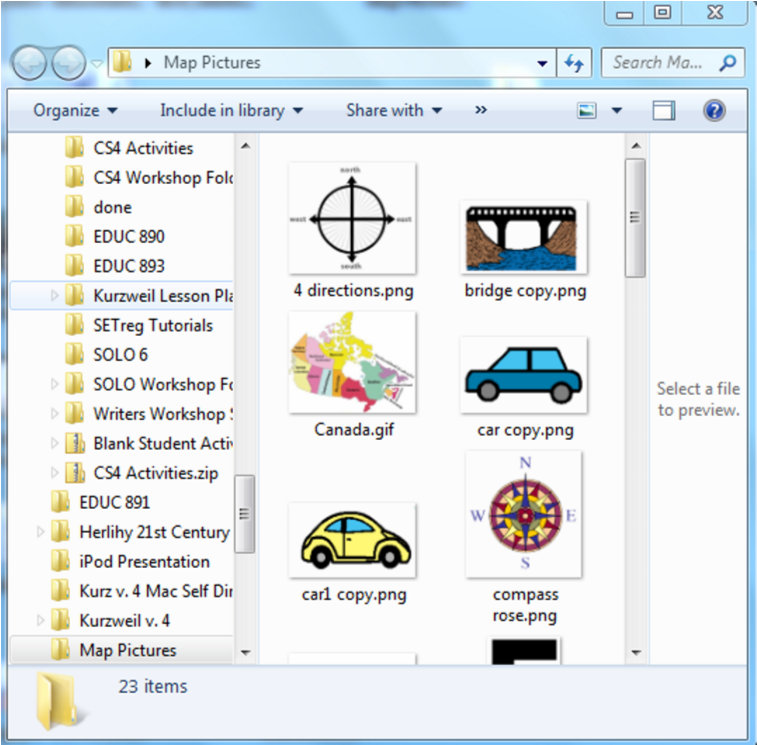 Map Pictures
Search Ma...
Organize
Include in library
Share with
»
CS4 Activities
CS4 Workshop Fol
done
EDUC 890
EDUC 893
Kurzweil Lesson Pla
SETreg Tutorials
SOLO 6
SOLO Workshop Fo
Writers Workshop S
Blank Student Activ
CS4 Activities.zip
EDUC 891
Herlihy 21st Century
iPod Presentation
Kurz v. 4 Mac Self Dir
Kurzweil v. 4
Map Pictures
north
west east
south
4 directions.png
bridge copy.png
Canada.gif
car copy.png
car1 copy.png
N
W E
S
compass
rose.png
Select a file
to preview.
23 items